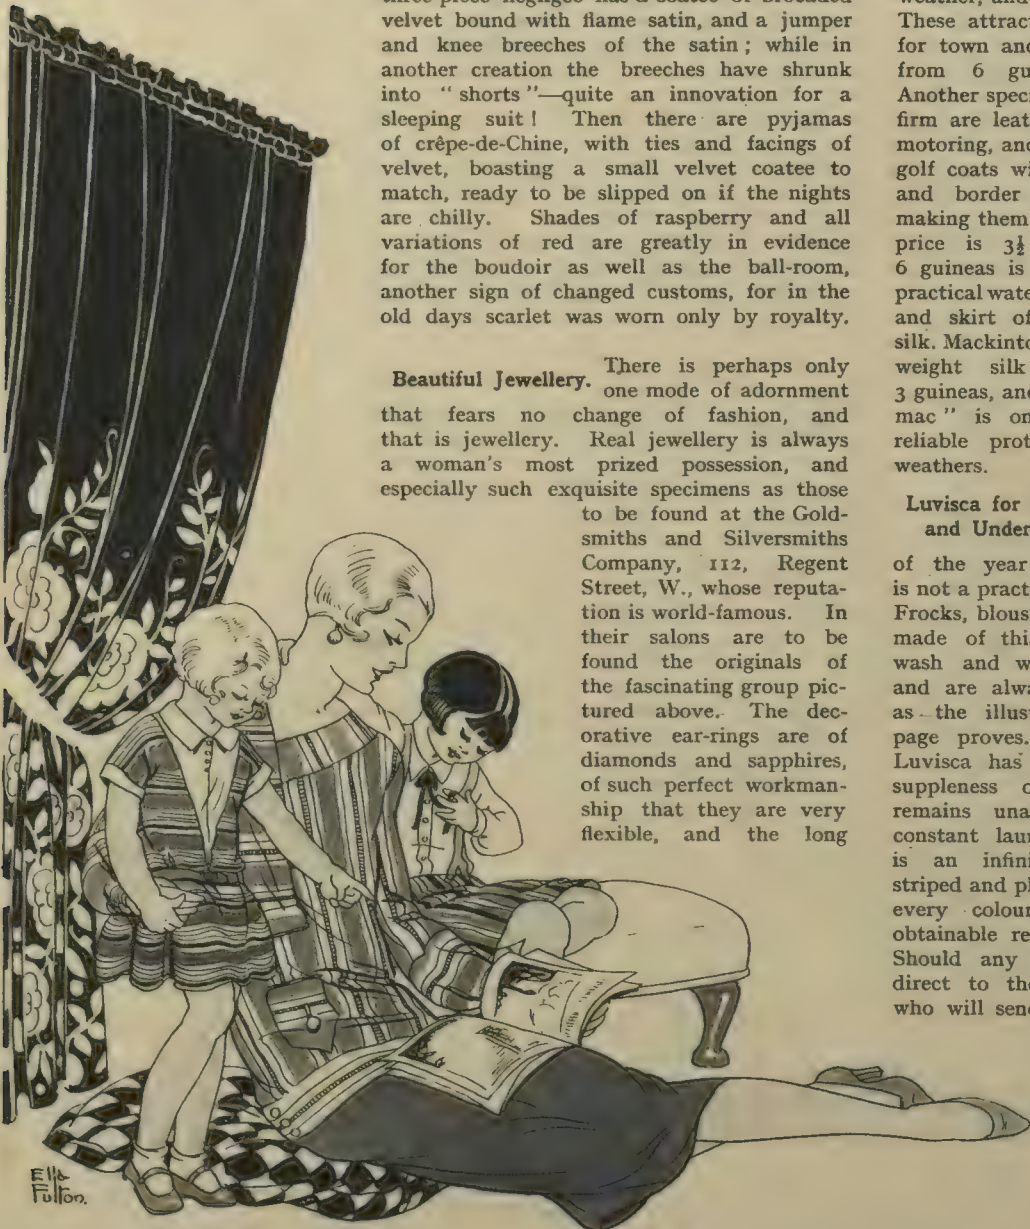 velvet bound with flame satin, and a jumper
and knee breeches of the satin; while in
another creation the breeches have shrunk
into "shorts"—quite an innovation for a
sleeping suit! Then there are pyjamas
of crêpe-de-Chine, with ties and facings of
velvet, boasting a small velvet coatee to
match, ready to be slipped on if the nights
are chilly. Shades of raspberry and all
variations of red are greatly in evidence
for the boudoir as well as the ball-room,
another sign of changed customs, for in the
old days scarlet was worn only by royalty.
Beautiful Jewellery. There is perhaps only
one mode of adornment
that fears no change of fashion, and
that is jewellery. Real jewellery is always
a woman's most prized possession, and
especially such exquisite specimens as those
to be found at the Gold-
smiths and Silversmiths
Company, 112, Regent
Street, W., whose reputa-
tion is world-famous. In
their salons are to be
found the originals of
the fascinating group pic-
tured above. The dec-
orative ear-rings are of
diamonds and sapphires,
of such perfect workman-
ship that they are very
flexible, and the long
These attract
for town and
from 6 gu
Another speci
firm are leat
motoring, and
golf coats wi
and border
making them
price is 3½
6 guineas is
practical wate
and skirt of
silk. Mackinto
weight silk
3 guineas, and
mac" is on
reliable prot
weathers.
Luvisca for
and Under
of the year
is not a pract
Frocks, blous
made of thi
wash and w
and are alwa
as the illus
page proves.
Luvisca has
suppleness o
remains una
constant laur
is an infini
striped and pl
every colour
obtainable re
Should any
direct to the
who will send
Ella
Fulton.